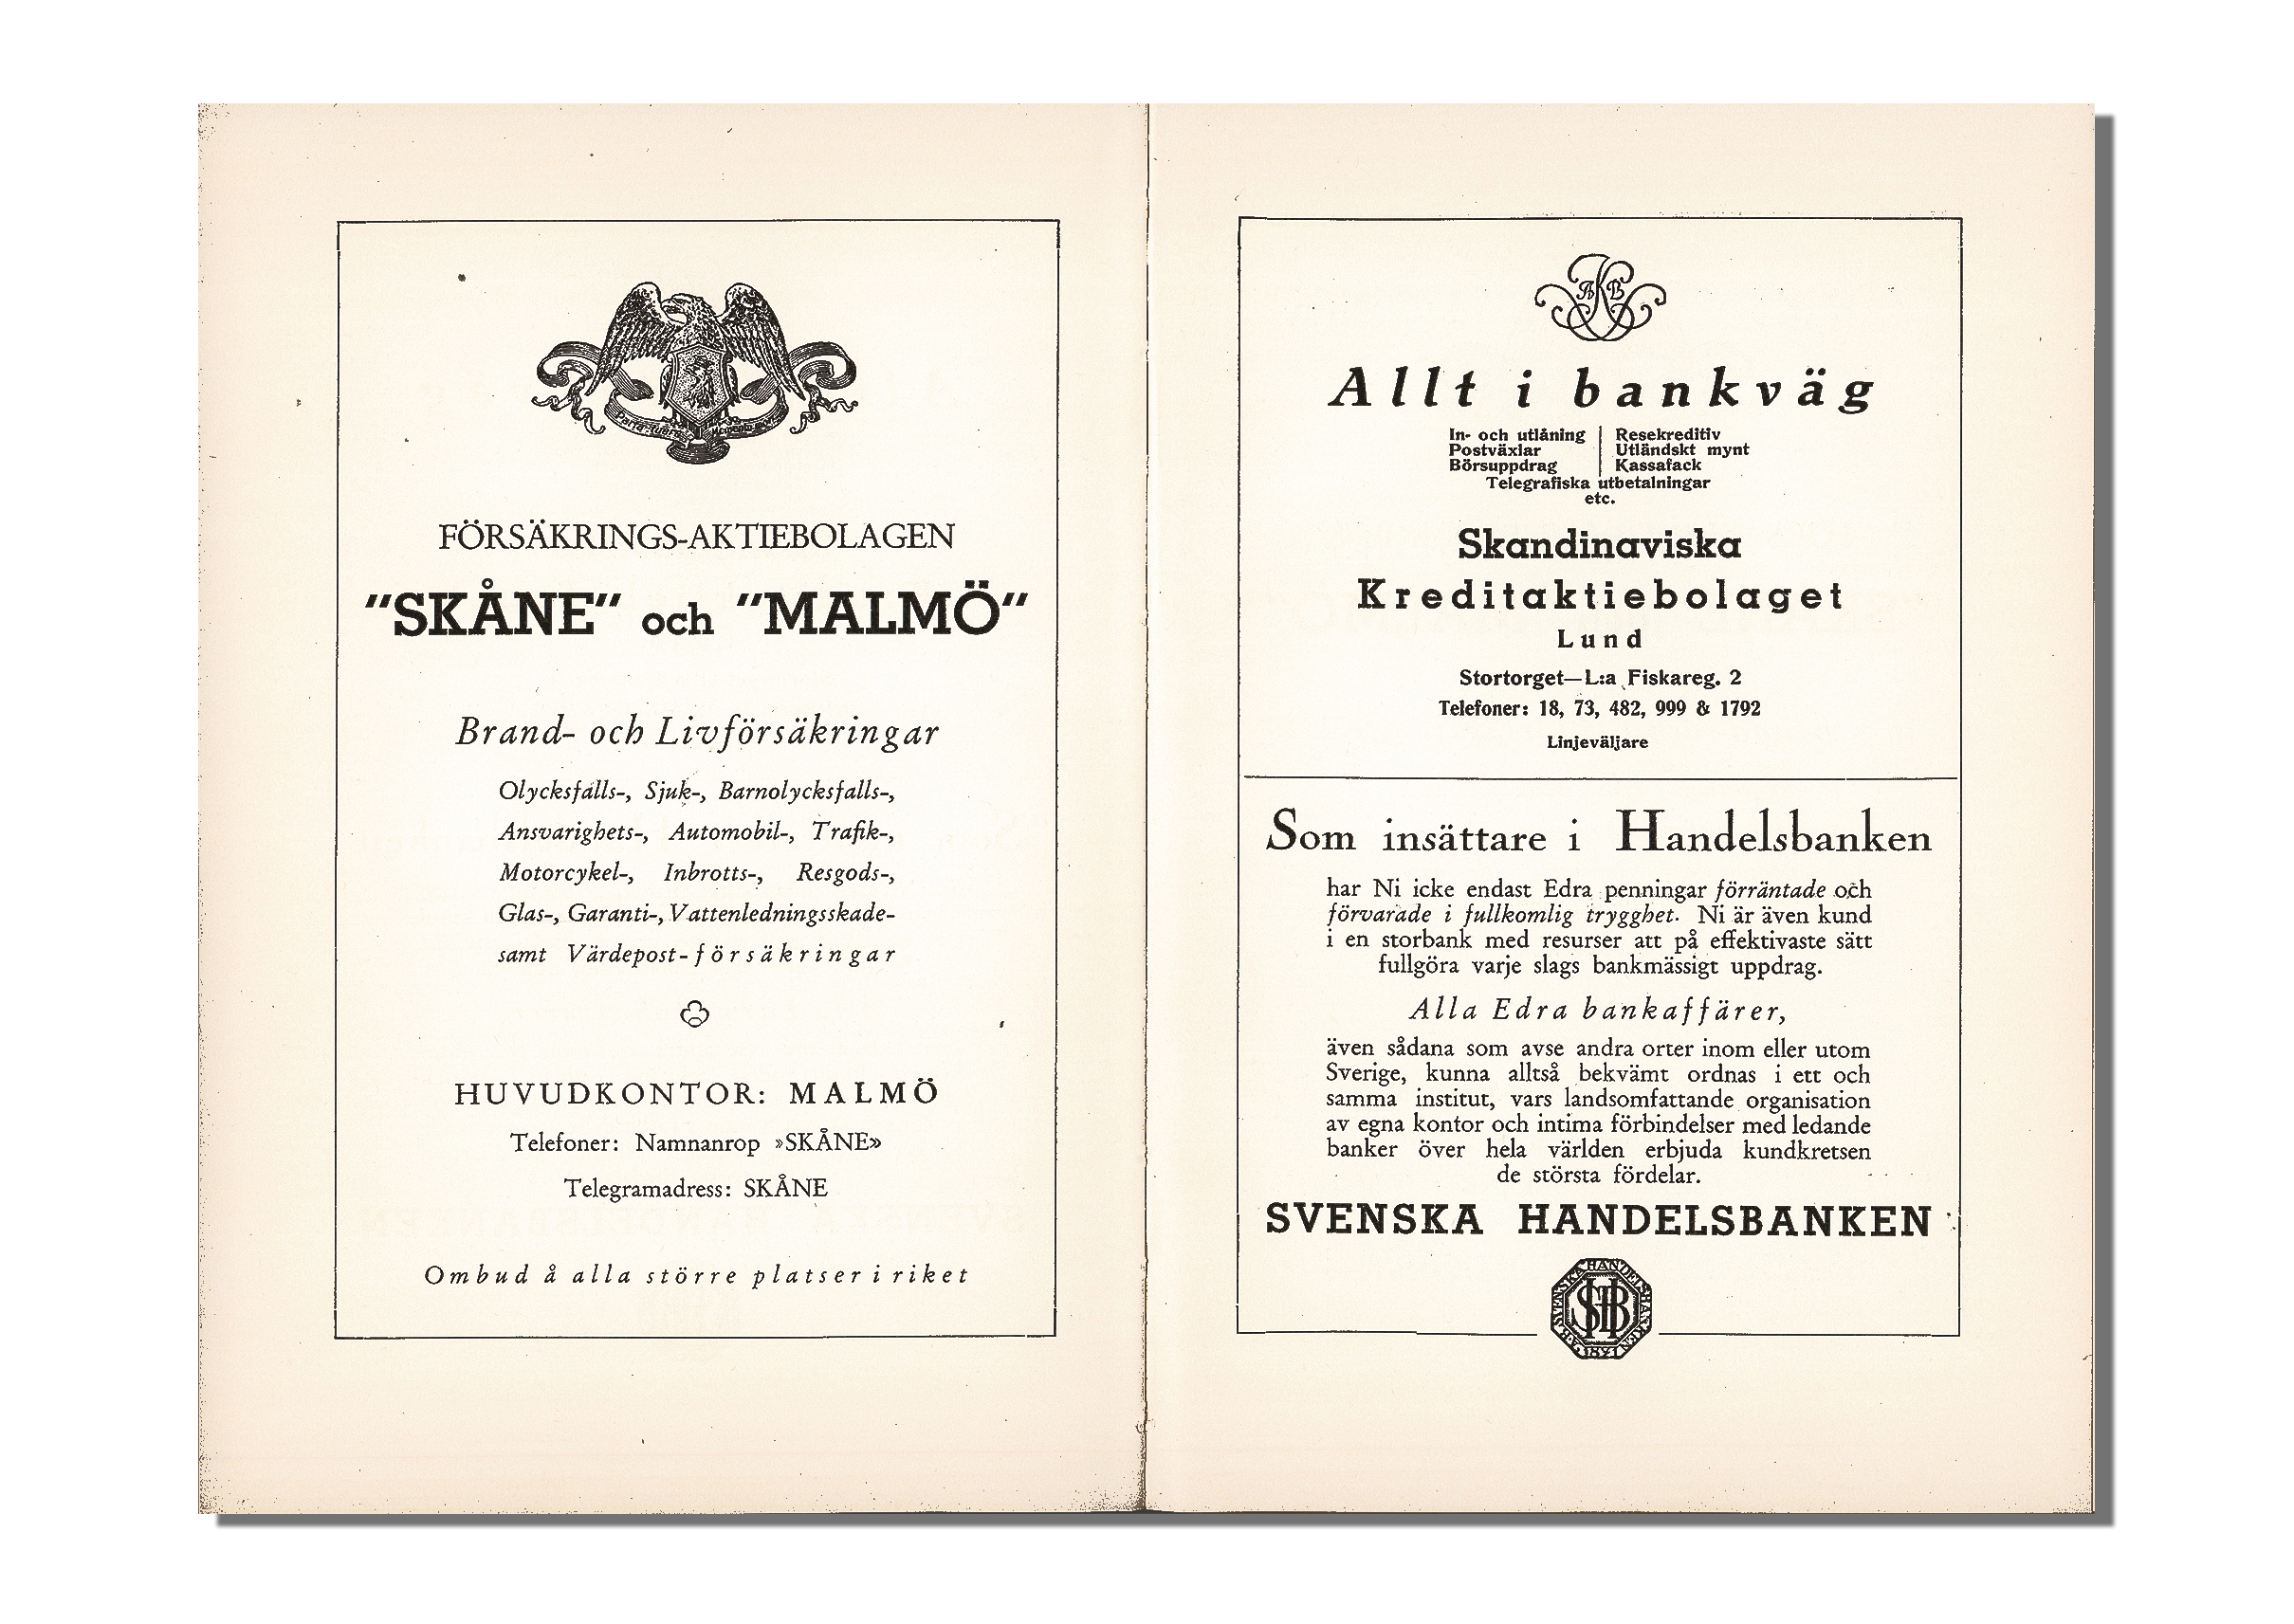 FÖRSÄKRINGS-AKTIEBOLAGEN
"SKÅNE" och "MALMÖ"
Brand- och Livförsäkringar
Olycksfalls-, Sjuk-, Barnolycksfalls-,
Ansvarighets-, Automobil-, Trafik-,
Motorcykel-, Inbrotts-, Resgods-,
Glas-, Garanti-, Vattenledningsskade-
samt Värdepost-försäkringar
HUVUDKONTOR: MALMÖ
Telefoner: Namnanrop »SKÅNE»
Telegramadress: SKÅNE
Ombud å alla större platser i riket
AKB
Allt i bankväg
In- och utlåning | Resekreditiv
Postväxlar | Utländskt mynt
Börsuppdrag | Kassafack
Telegrafiska utbetalningar
etc.
Skandinaviska
Kreditaktiebolaget
Lund
Stortorget—L:a Fiskareg. 2
Telefoner: 18, 73, 482, 999 & 1792
Linjeväljare
Som insättare i Handelsbanken
har Ni icke endast Edra penningar förräntade och
förvarade i fullkomlig trygghet. Ni är även kund
i en storbank med resurser att på effektivaste sätt
fullgöra varje slags bankmässigt uppdrag.
Alla Edra bankaffärer,
även sådana som avse andra orter inom eller utom
Sverige, kunna alltså bekvämt ordnas i ett och
samma institut, vars landsomfattande organisation
av egna kontor och intima förbindelser med ledande
banker över hela världen erbjuda kundkretsen
de största fördelar.
SVENSKA HANDELSBANKEN
A.B. SVENSKA HANDELSBANKEN
SHB
1871